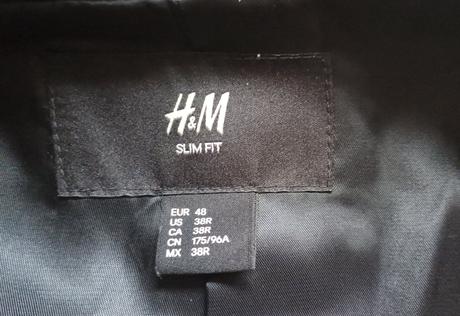 H&M
SLIM FIT
EUR 48
US 38R
CA 38R
CN 175/96A
MX 38R